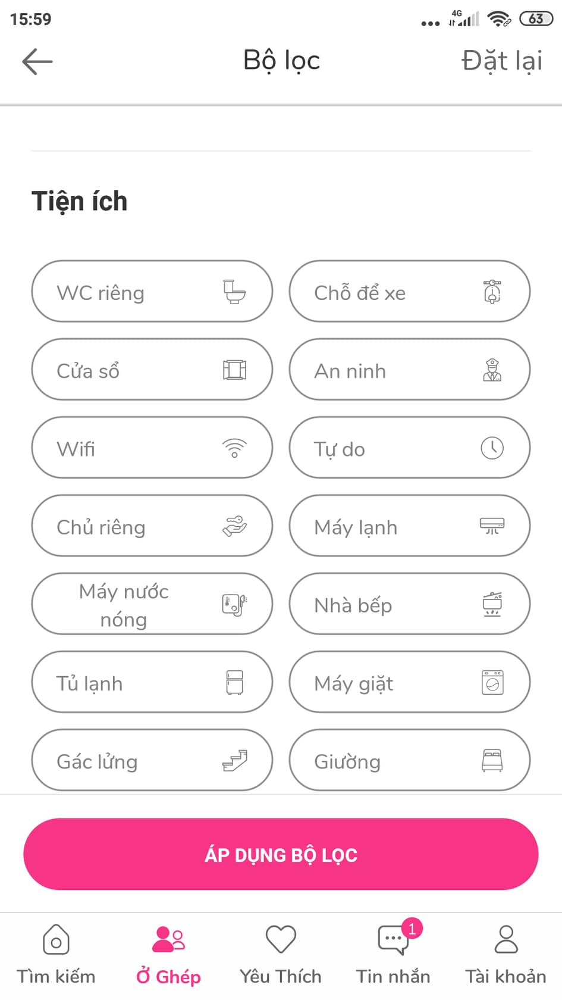 15:59
4G
63
Bộ lọc
Đặt lại
Tiện ích
WC riêng
Chỗ để xe
Cửa sổ
An ninh
Wifi
Tự do
Chủ riêng
Máy lạnh
Máy nước
nóng
Nhà bếp
Tủ lạnh
Máy giặt
Gác lửng
Giường
ÁP DỤNG BỘ LỌC
1
Tìm kiếm
Ở Ghép
Yêu Thích
Tin nhắn
Tài khoản